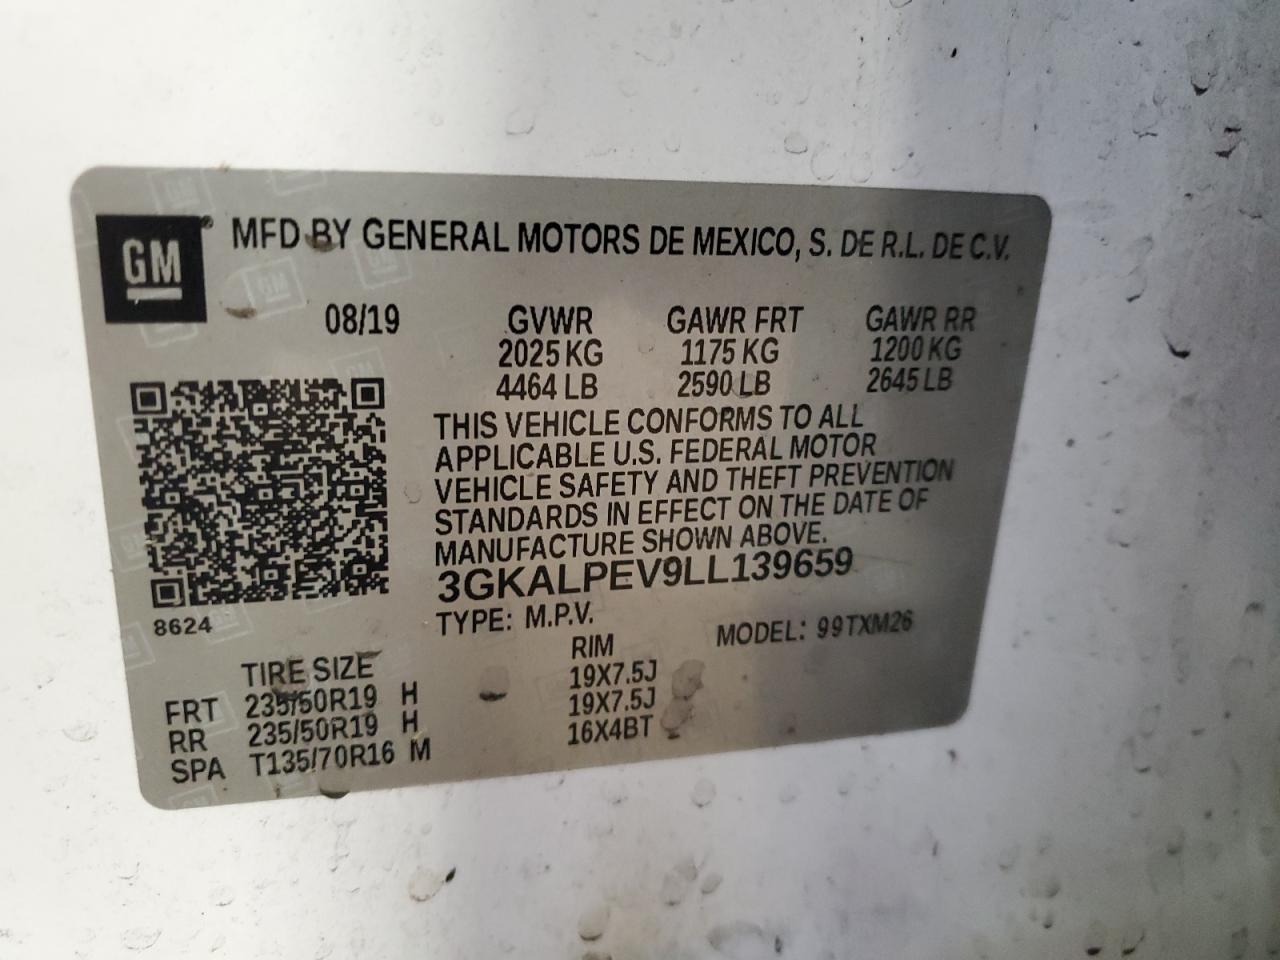 GM
MFD BY GENERAL MOTORS DE MEXICO, S. DE R.L. DE C.V.
08/19 GVWR GAWR FRT GAWR RR
2025 KG 1175 KG 1200 KG
4464 LB 2590 LB 2645 LB
THIS VEHICLE CONFORMS TO ALL
APPLICABLE U.S. FEDERAL MOTOR
VEHICLE SAFETY AND THEFT PREVENTION
STANDARDS IN EFFECT ON THE DATE OF
MANUFACTURE SHOWN ABOVE.
3GKALPEV9LL139659
8624
TYPE: M.P.V. MODEL: 99TXM26
TIRE SIZE RIM
FRT 235/50R19 H 19X7.5J
RR 235/50R19 H 19X7.5J
SPA T135/70R16 M 16X4BT